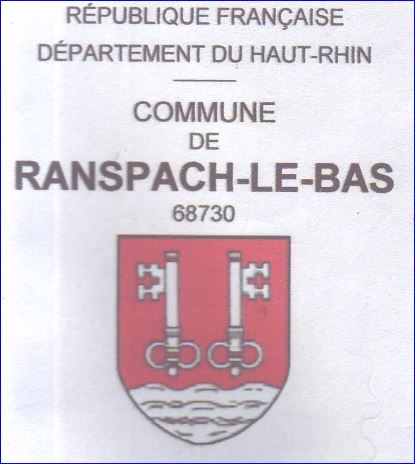 RÉPUBLIQUE FRANÇAISE
DÉPARTEMENT DU HAUT-RHIN
COMMUNE
DE
RANSPACH-LE-BAS
68730